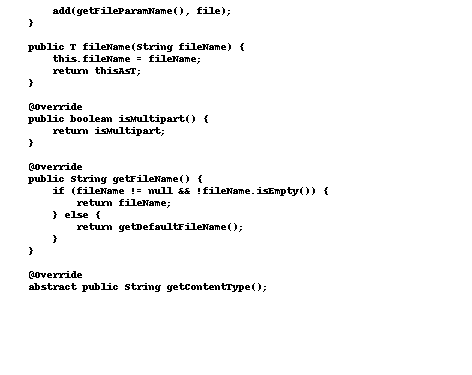 add(getFileParamName(), file);
}

public T fileName(String fileName) {
    this.fileName = fileName;
    return thisAsT;
}

@Override
public boolean isMultipart() {
    return isMultipart;
}

@Override
public String getFileName() {
    if (fileName != null && !fileName.isEmpty()) {
        return fileName;
    } else {
        return getDefaultFileName();
    }
}

@Override
abstract public String getContentType();